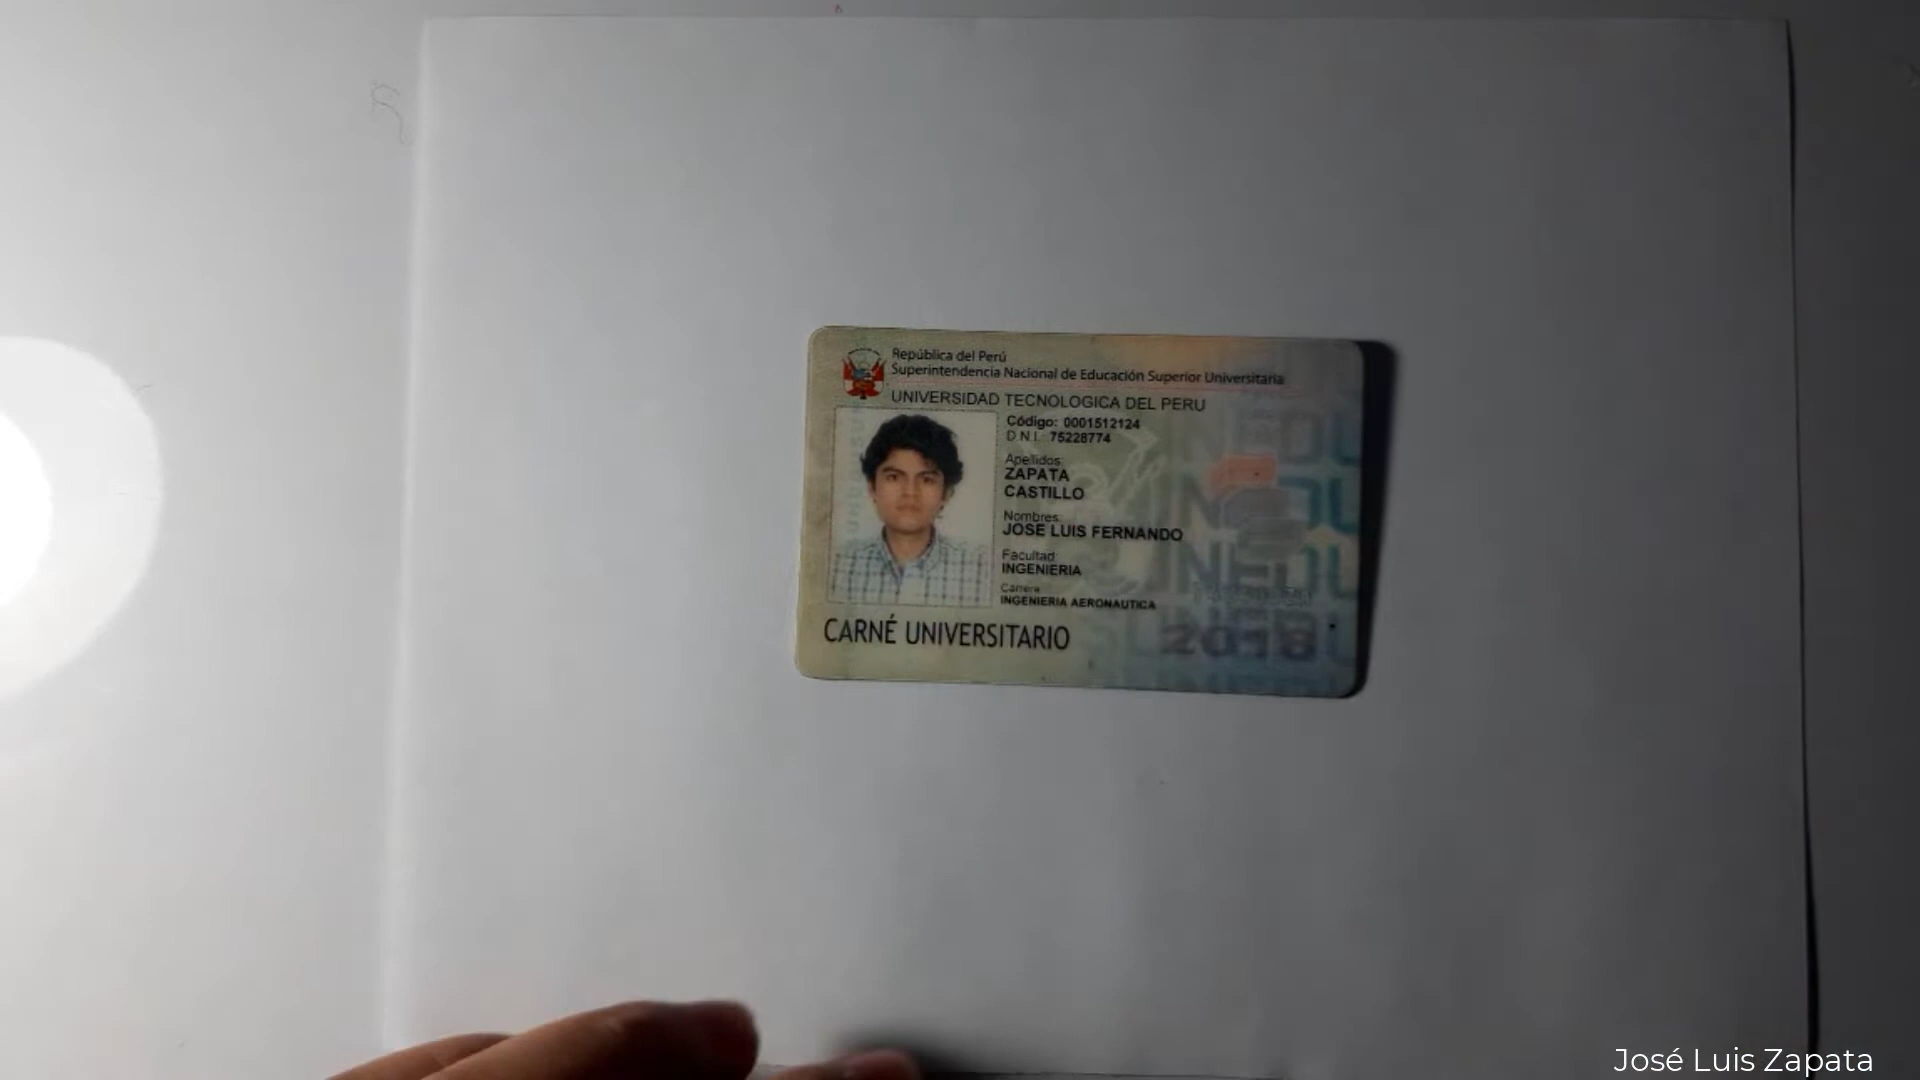 República del Perú
Superintendencia Nacional de Educación Superior Universitaria
UNIVERSIDAD TECNOLOGICA DEL PERU
Código: 0001512124
D.N.I.: 75228774
Apellidos:
ZAPATA
CASTILLO
Nombres:
JOSE LUIS FERNANDO
Facultad:
INGENIERIA
Carrera:
INGENIERIA AERONAUTICA
CARNÉ UNIVERSITARIO
2018
José Luis Zapata